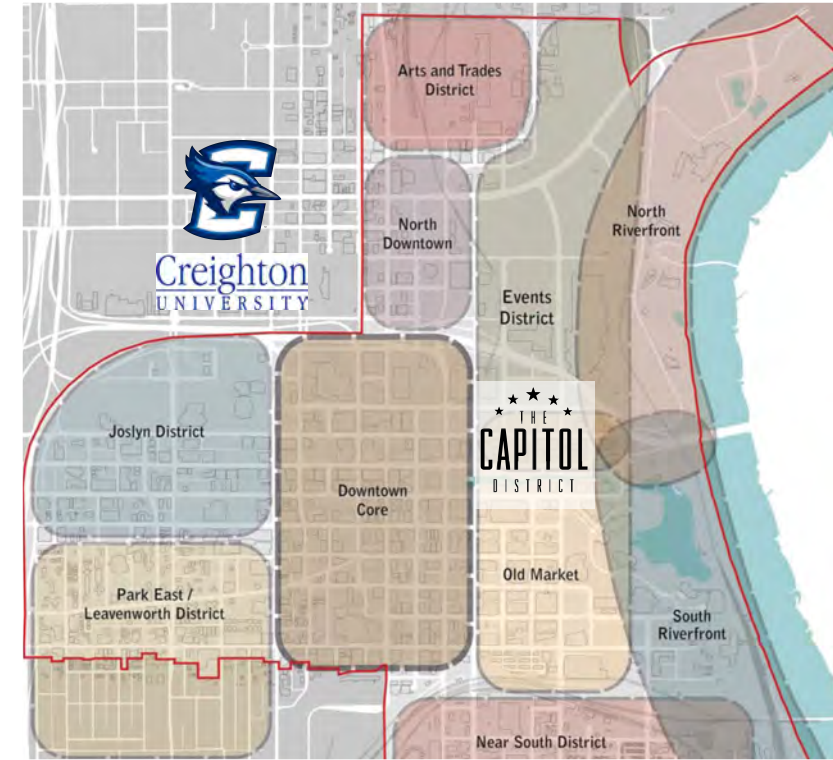 Arts and Trades
District
North
Downtown
North
Riverfront
Creighton
UNIVERSITY
Events
District
THE
CAPITOL
DISTRICT
Joslyn District
Downtown
Core
Old Market
Park East /
Leavenworth District
South
Riverfront
Near South District